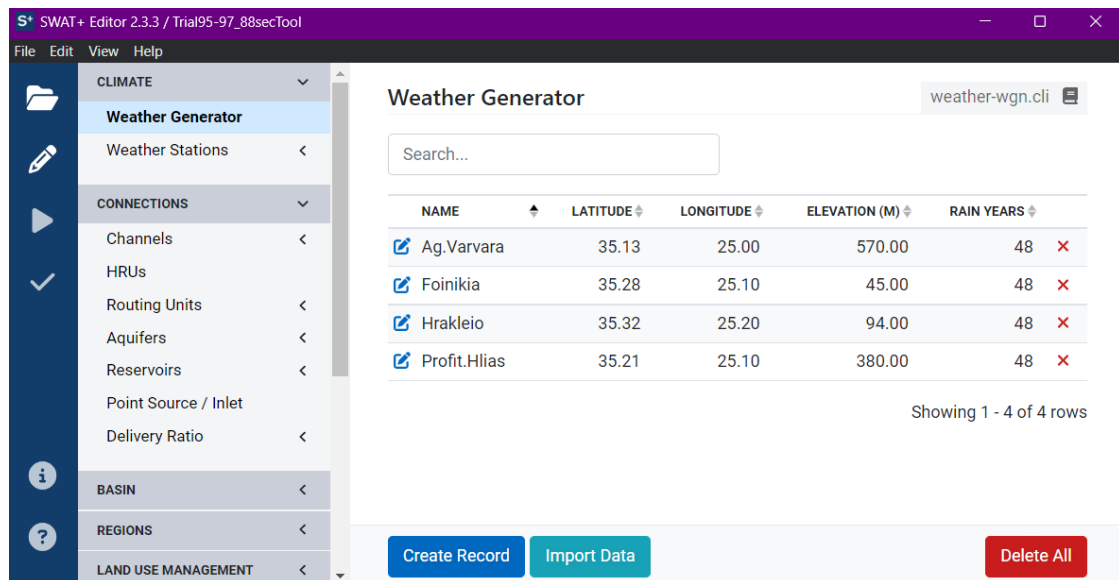 S+ SWAT+ Editor 2.3.3 / Trial95-97_88secTool
File Edit View Help
CLIMATE
Weather Generator
Weather Stations
CONNECTIONS
Channels
HRUs
Routing Units
Aquifers
Reservoirs
Point Source / Inlet
Delivery Ratio
BASIN
REGIONS
LAND USE MANAGEMENT
Weather Generator
weather-wgn.cli
Search...
NAME LATITUDE LONGITUDE ELEVATION (M) RAIN YEARS
Ag.Varvara 35.13 25.00 570.00 48
Foinikia 35.28 25.10 45.00 48
Hrakleio 35.32 25.20 94.00 48
Profit.Hlias 35.21 25.10 380.00 48
Showing 1 - 4 of 4 rows
Create Record Import Data Delete All